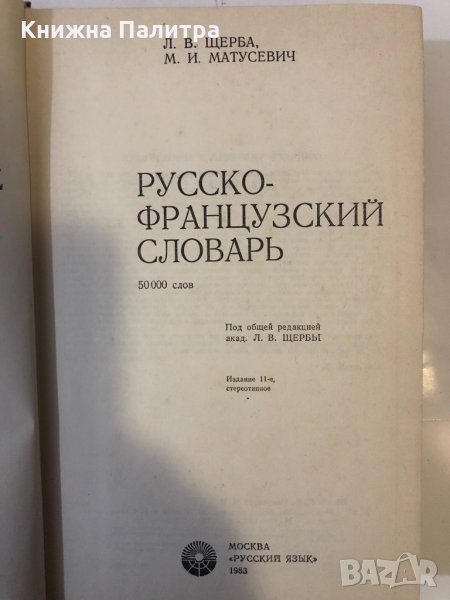 Книжна Палитра
Л. В. ЩЕРБА,
М. И. МАТУСЕВИЧ
РУССКО-
ФРАНЦУЗСКИЙ
СЛОВАРЬ
50 000 слов
Под общей редакцией
акад. Л. В. ЩЕРБЫ
Издание 11-е,
стереотипное
МОСКВА
«РУССКИЙ ЯЗЫК»
1983
BAZAR